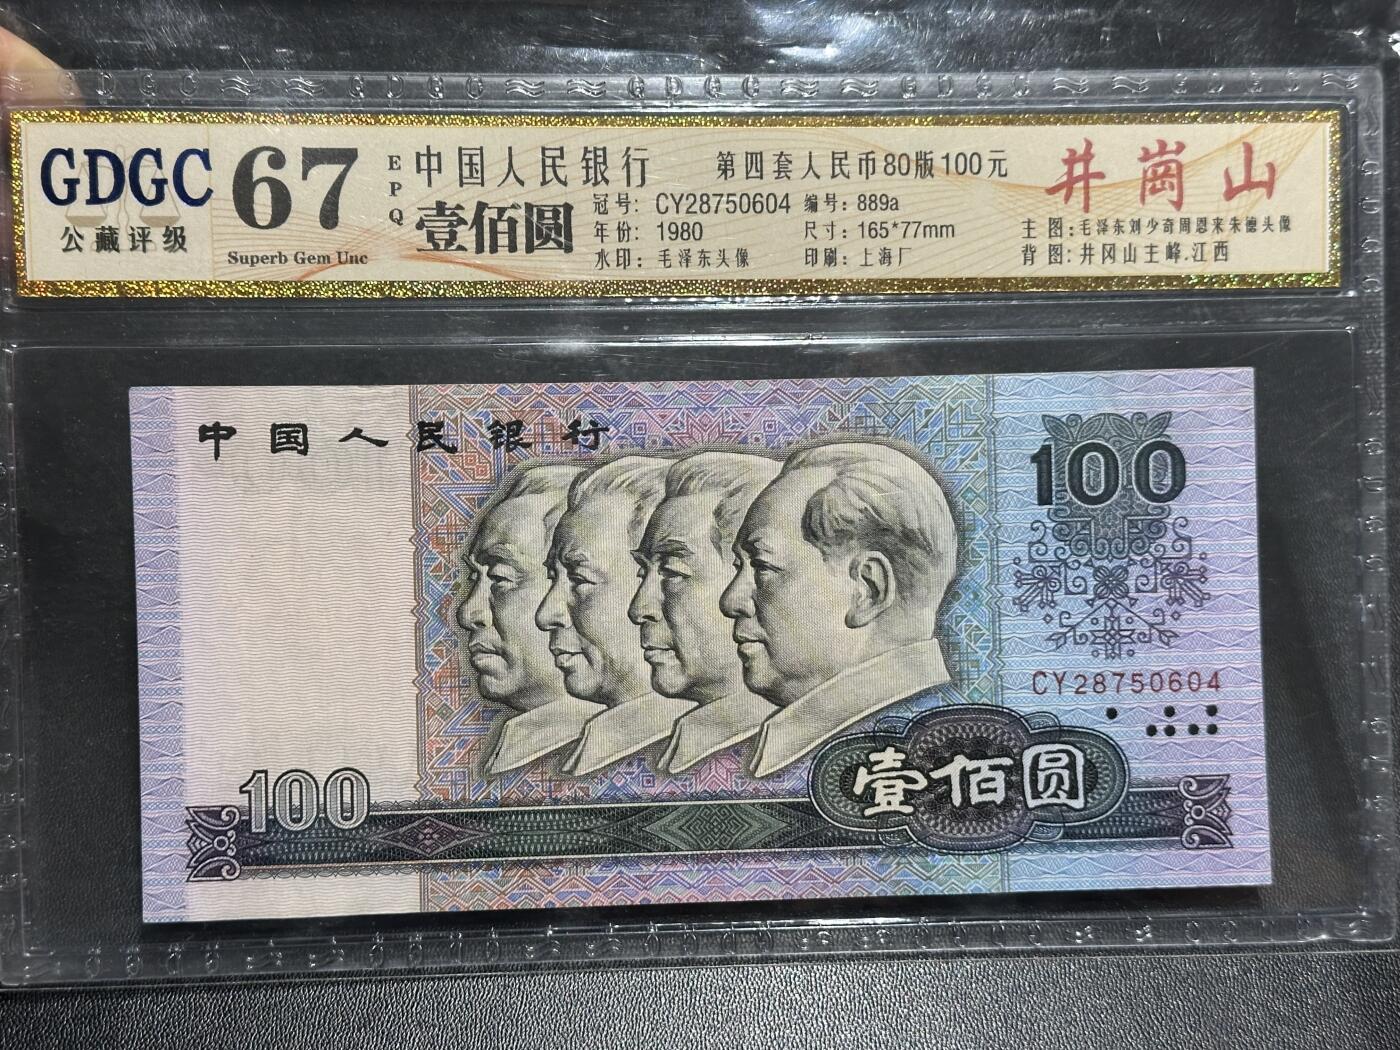 GDGC
公藏评级
67
Superb Gem Unc
EPQ
中国人民银行
壹佰圆
第四套人民币80版100元
冠号: CY28750604 编号: 889a
年份: 1980 尺寸: 165*77mm
水印: 毛泽东头像 印刷: 上海厂
井崗山
主图:毛泽东刘少奇周恩来朱德头像
背图:井冈山主峰.江西
中国人民银行
100
CY28750604
壹佰圆
100